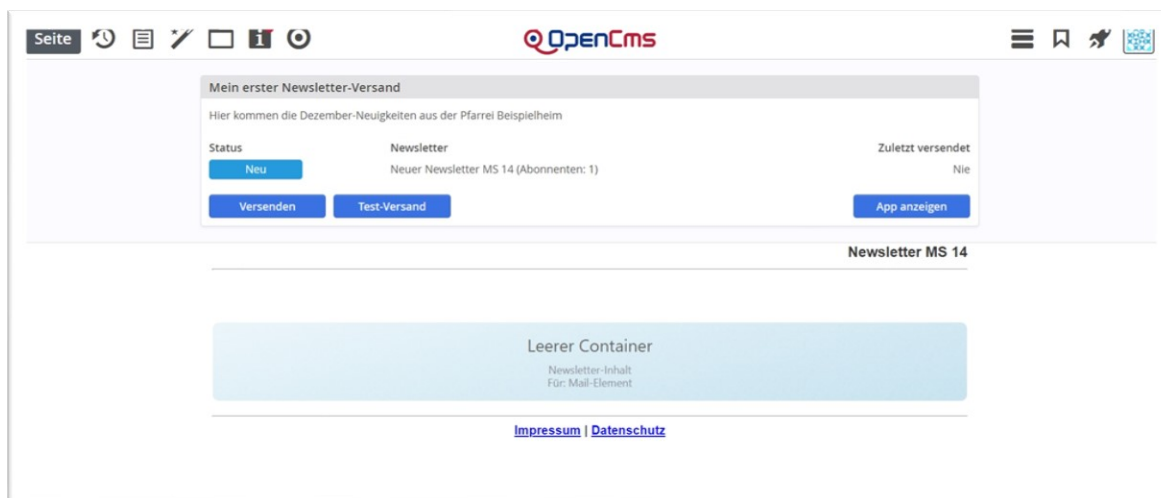 Seite
OpenCms
Mein erster Newsletter-Versand
Hier kommen die Dezember-Neuigkeiten aus der Pfarrei Beispielheim
Status Newsletter Zuletzt versendet
Neu Neuer Newsletter MS 14 (Abonnenten: 1) Nie
Versenden Test-Versand App anzeigen
Newsletter MS 14
Leerer Container
Newsletter-Inhalt
Für: Mail-Element
Impressum | Datenschutz